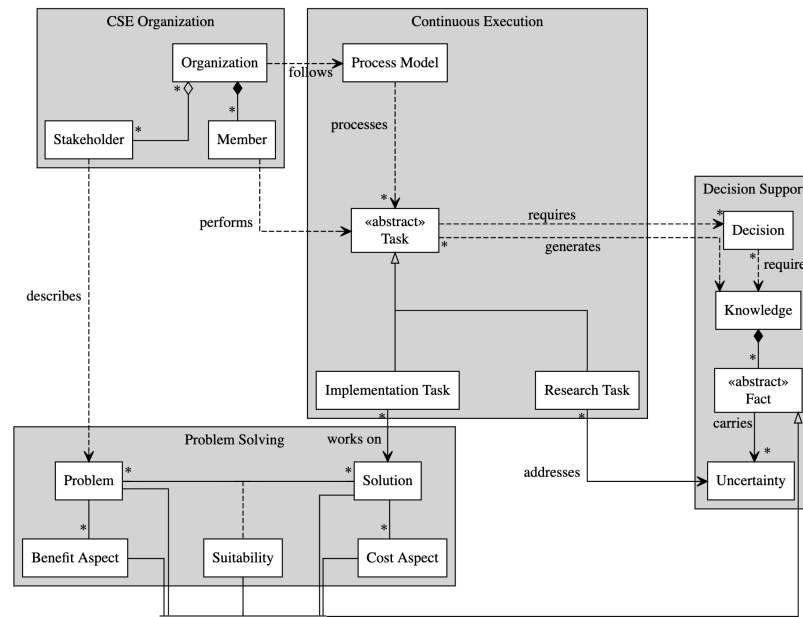 CSE Organization
Continuous Execution
Organization
follows
Process Model
*
*
*
Stakeholder
Member
processes
*
performs
«abstract»
Task
*
requires
generates
Decision Support
*
Decision
*
require
Knowledge
*
describes
Implementation Task
Research Task
*
*
«abstract»
Fact
carries
*
Uncertainty
works on
addresses
Problem Solving
Problem
*
*
Solution
*
*
Benefit Aspect
Suitability
Cost Aspect